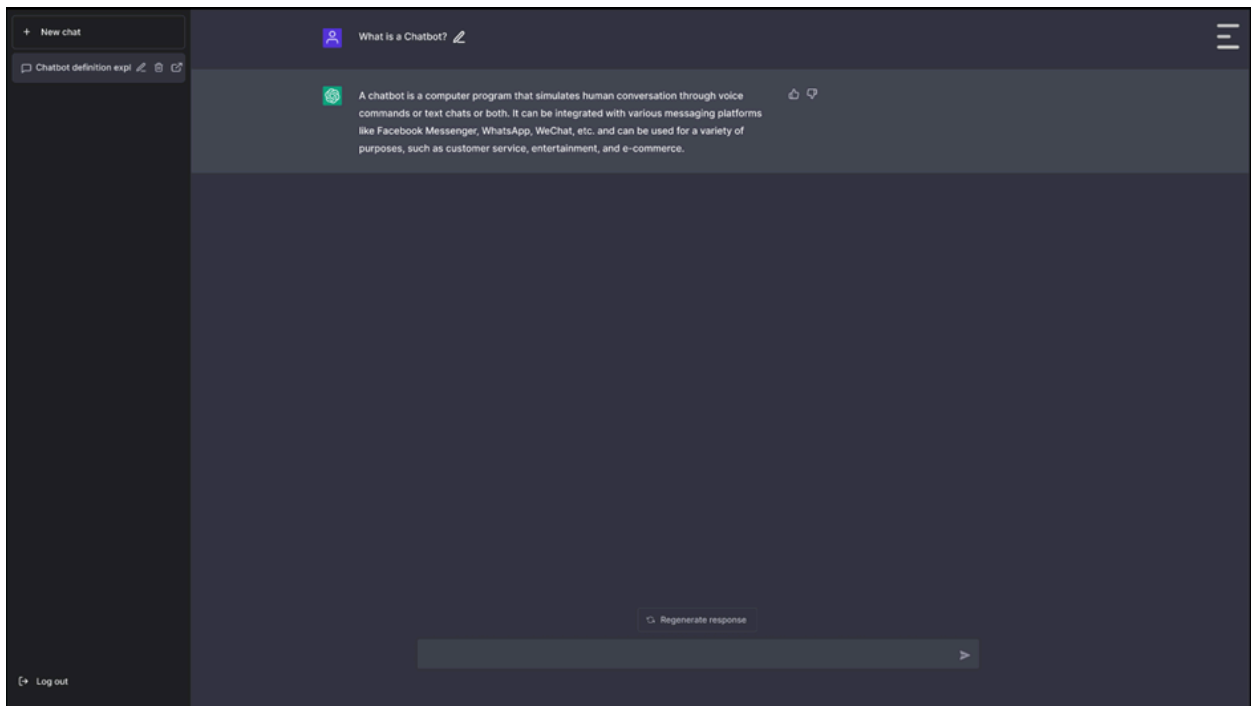 + New chat
Chatbot definition expl
What is a Chatbot?
A chatbot is a computer program that simulates human conversation through voice
commands or text chats or both. It can be integrated with various messaging platforms
like Facebook Messenger, WhatsApp, WeChat, etc. and can be used for a variety of
purposes, such as customer service, entertainment, and e-commerce.
Regenerate response
Log out